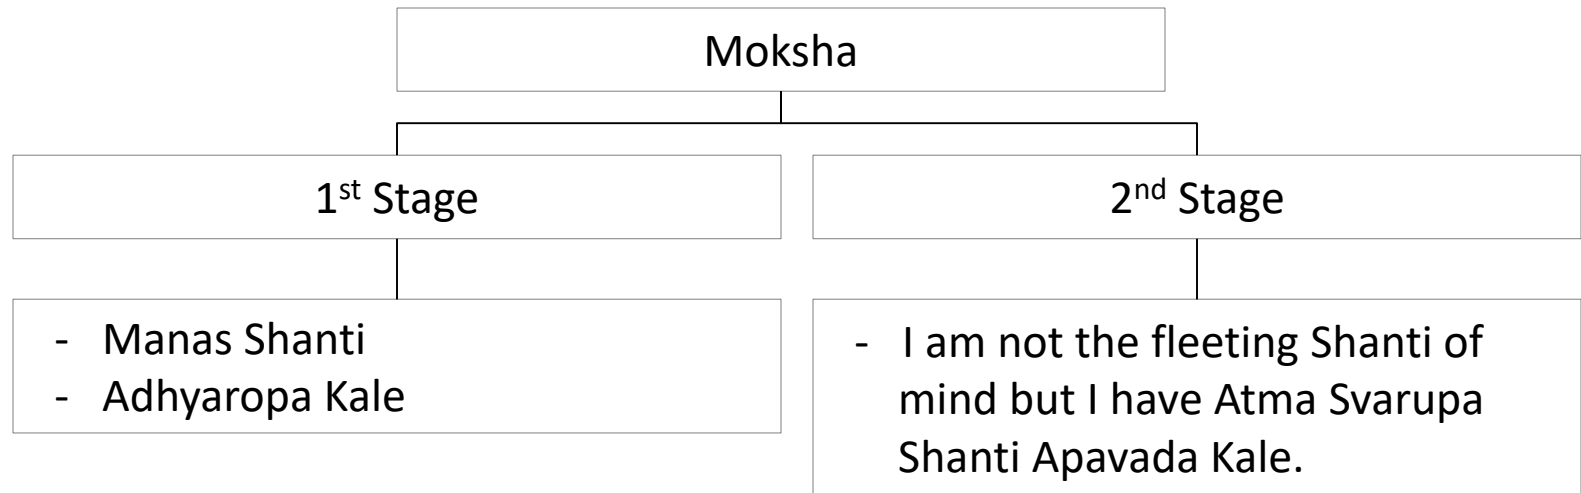 Moksha
1st Stage
2nd Stage
- Manas Shanti
- Adhyaropa Kale
- I am not the fleeting Shanti of
mind but I have Atma Svarupa
Shanti Apavada Kale.